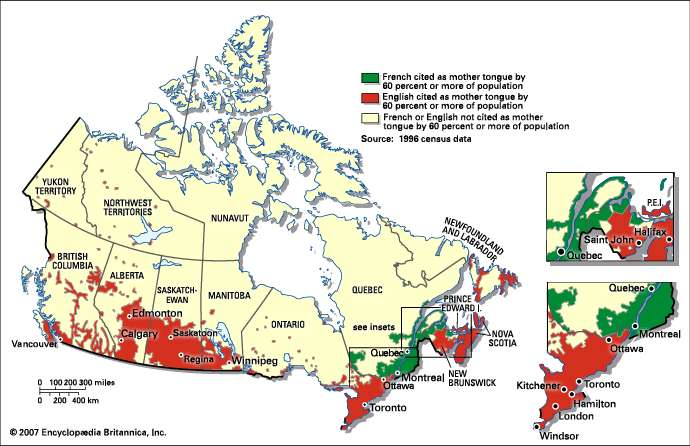 French cited as mother tongue by
60 percent or more of population
English cited as mother tongue by
60 percent or more of population
French or English not cited as mother
tongue by 60 percent or more of population
Source: 1996 census data
YUKON
TERRITORY
NORTHWEST
TERRITORIES
NUNAVUT
NEWFOUNDLAND
AND LABRADOR
BRITISH
COLUMBIA
ALBERTA
SASKATCH-
EWAN
MANITOBA
ONTARIO
QUEBEC
see insets
PRINCE
EDWARD I.
NOVA
SCOTIA
NEW
BRUNSWICK
Edmonton
Calgary
Saskatoon
Regina
Winnipeg
Vancouver
Quebec
Montreal
Ottawa
Toronto
P.E.I.
Halifax
Saint John
Quebec
Quebec
Montreal
Ottawa
Kitchener
Toronto
Hamilton
London
Windsor
0 100 200 300 miles
0 200 400 km
© 2007 Encyclopædia Britannica, Inc.